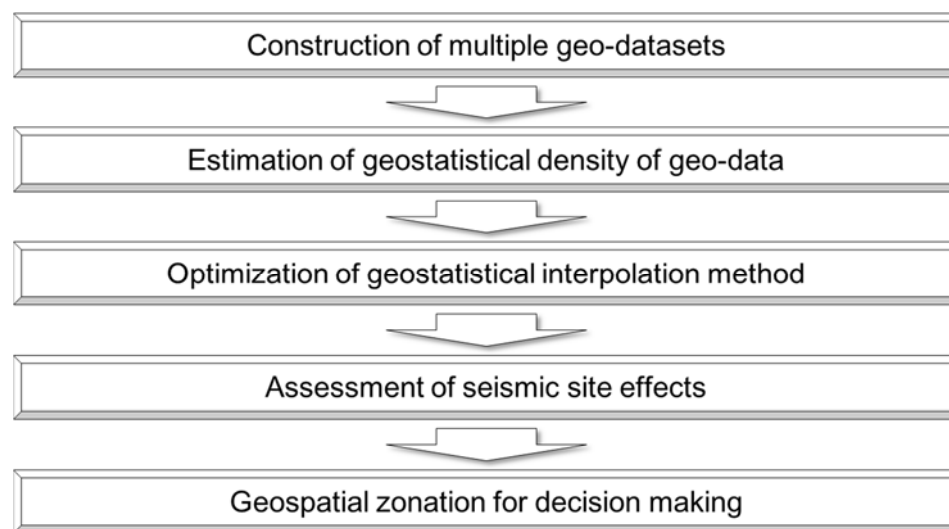 Construction of multiple geo-datasets
Estimation of geostatistical density of geo-data
Optimization of geostatistical interpolation method
Assessment of seismic site effects
Geospatial zonation for decision making